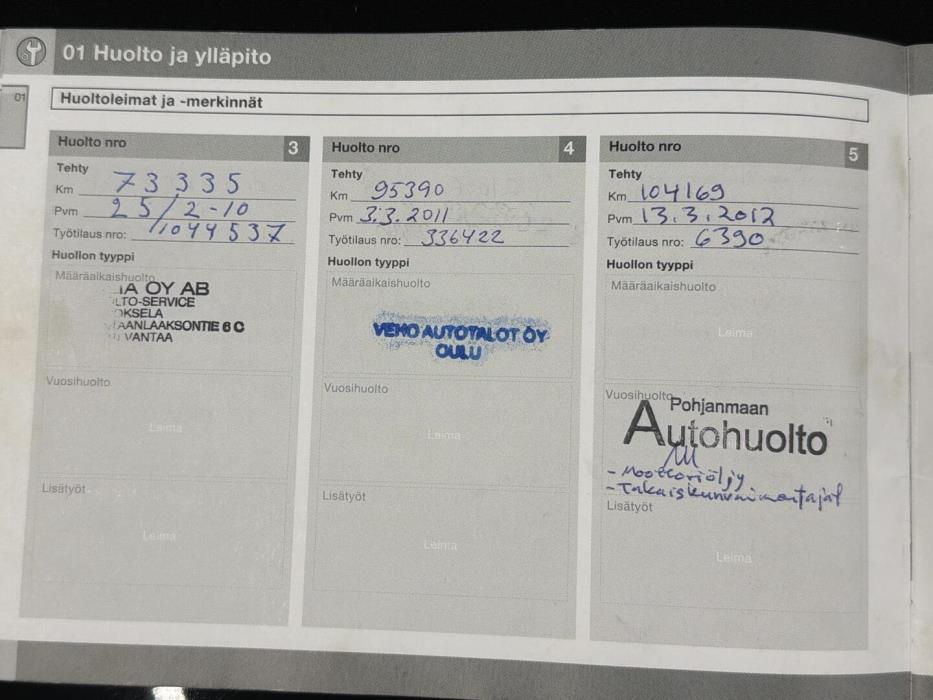 01 Huolto ja ylläpito
01
Huoltoleimat ja -merkinnät
Huolto nro 3
Tehty
Km 73335
Pvm 25/2-10
Työtilaus nro: 11044537
Huollon tyyppi
Määräaikaishuolto
IA OY AB
LTO-SERVICE
OKSELA
AANLAAKSONTIE 6 C
VANTAA
Vuosihuolto
Leima
Lisätyöt
Leima
Huolto nro 4
Tehty
Km 95390
Pvm 3.3.2011
Työtilaus nro: 336422
Huollon tyyppi
Määräaikaishuolto
VEHO AUTOTALOT OY
OULU
Vuosihuolto
Leima
Lisätyöt
Leima
Huolto nro 5
Tehty
Km 104169
Pvm 13.3.2012
Työtilaus nro: 6390
Huollon tyyppi
Määräaikaishuolto
Leima
Vuosihuolto
Pohjanmaan
Autohuolto
- Moottoriöljy
- Takaiskunvaimentajat
Lisätyöt
Leima